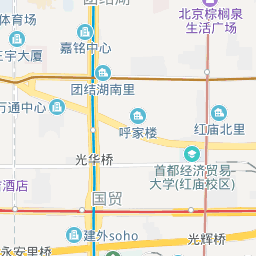 团结湖
北京棕榈泉
生活广场
体育场
嘉铭中心
王宇大厦
团结湖南里
万通中心
呼家楼
红庙北里
光华桥
首都经济贸易
大学(红庙校区)
酒店
国贸
建外soho
永安里桥
光辉桥